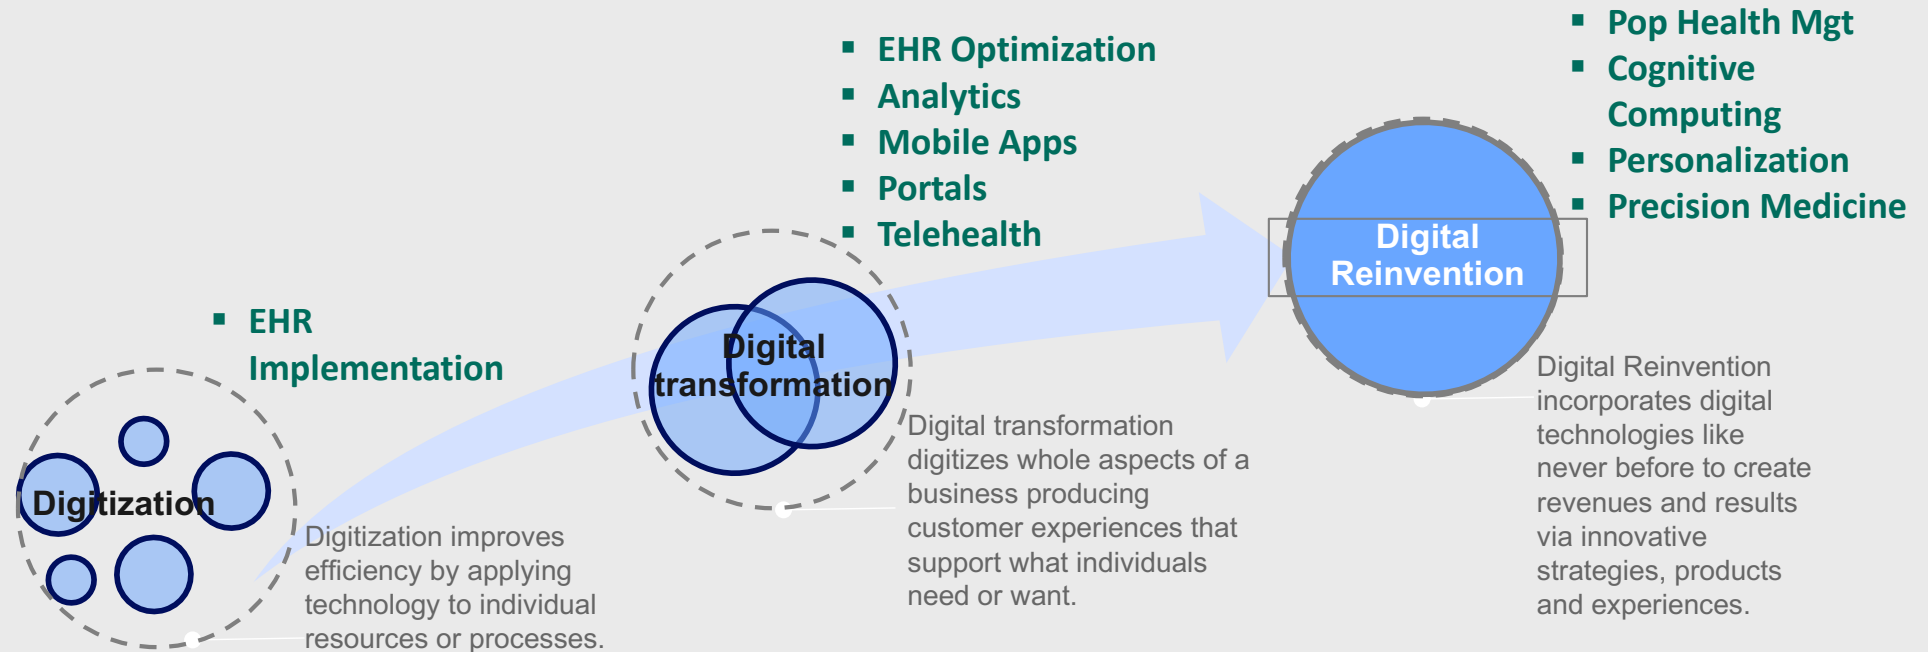 ▪ EHR
Implementation
Digitization
Digitization improves
efficiency by applying
technology to individual
resources or processes.
▪ EHR Optimization
▪ Analytics
▪ Mobile Apps
▪ Portals
▪ Telehealth
Digital
transformation
Digital transformation
digitizes whole aspects of a
business producing
customer experiences that
support what individuals
need or want.
▪ Pop Health Mgt
▪ Cognitive
Computing
▪ Personalization
▪ Precision Medicine
Digital
Reinvention
Digital Reinvention
incorporates digital
technologies like
never before to create
revenues and results
via innovative
strategies, products
and experiences.